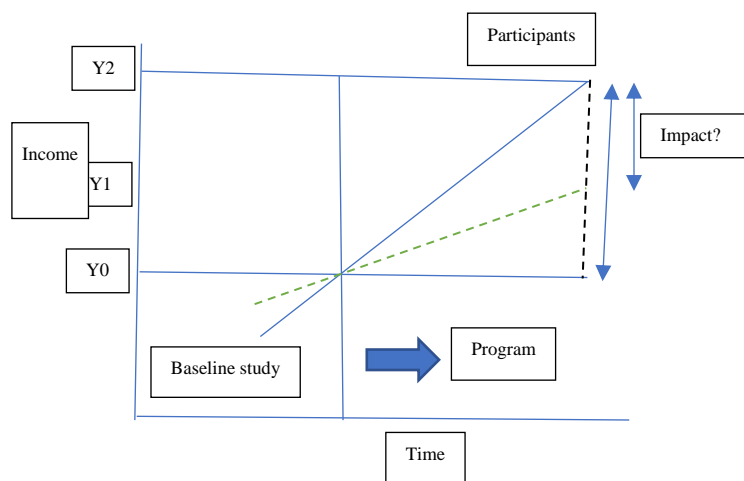 Participants
Y2
Impact?
Income
Y1
Y0
Program
Baseline study
Time